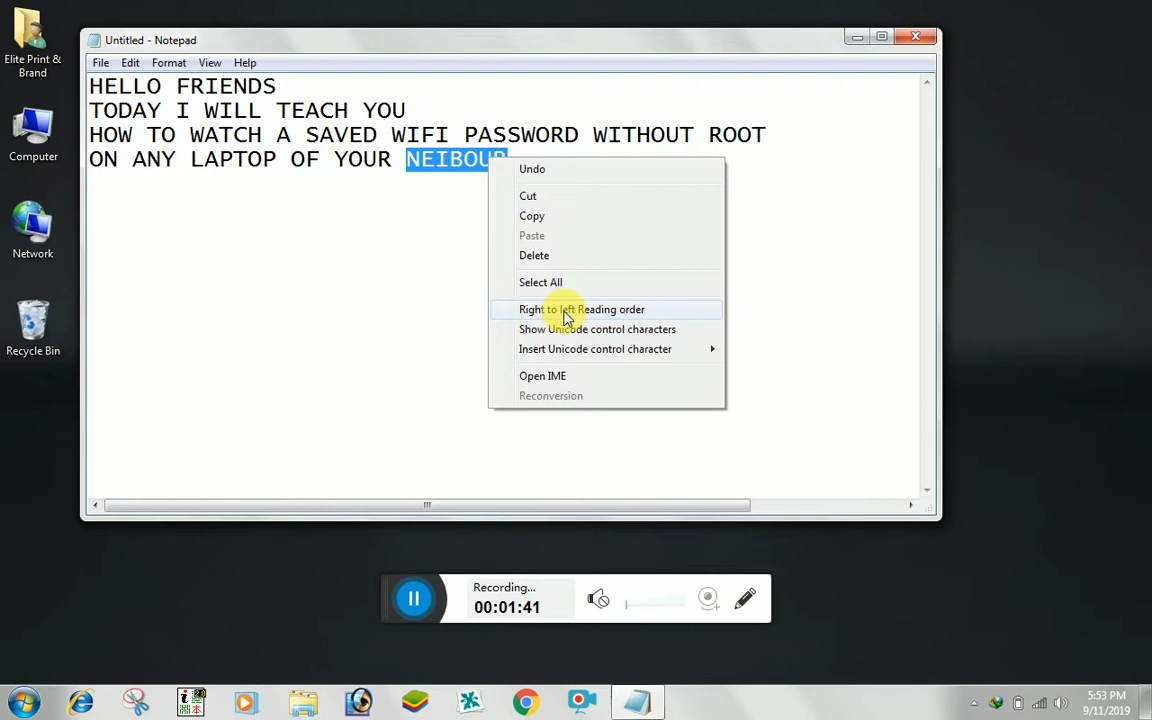 Elite Print &
Brand
Computer
Network
Recycle Bin
Untitled - Notepad
File Edit Format View Help
HELLO FRIENDS
TODAY I WILL TEACH YOU
HOW TO WATCH A SAVED WIFI PASSWORD WITHOUT ROOT
ON ANY LAPTOP OF YOUR NEIBOUR
Undo
Cut
Copy
Paste
Delete
Select All
Right to left Reading order
Show Unicode control characters
Insert Unicode control character
Open IME
Reconversion
Recording...
00:01:41
5:53 PM
9/11/2019